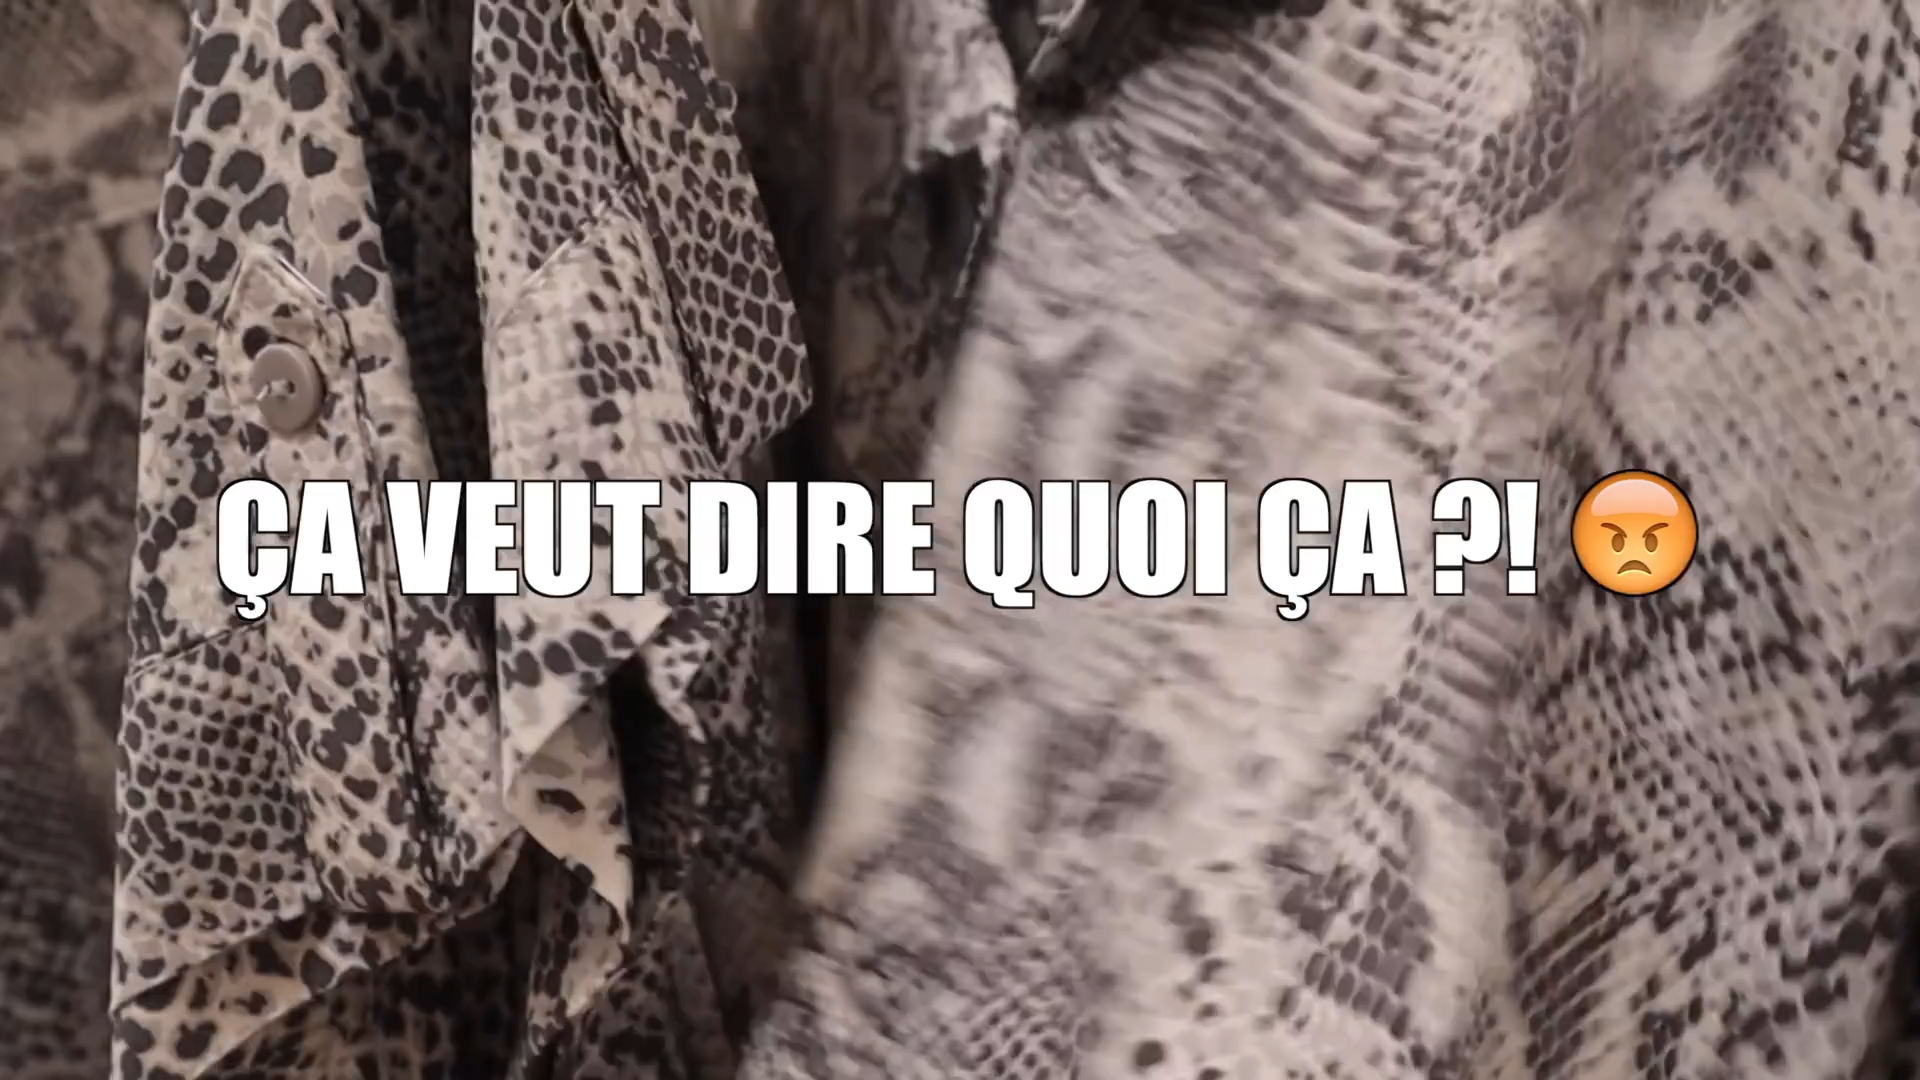 ÇA VEUT DIRE QUOI ÇA ?! 😡